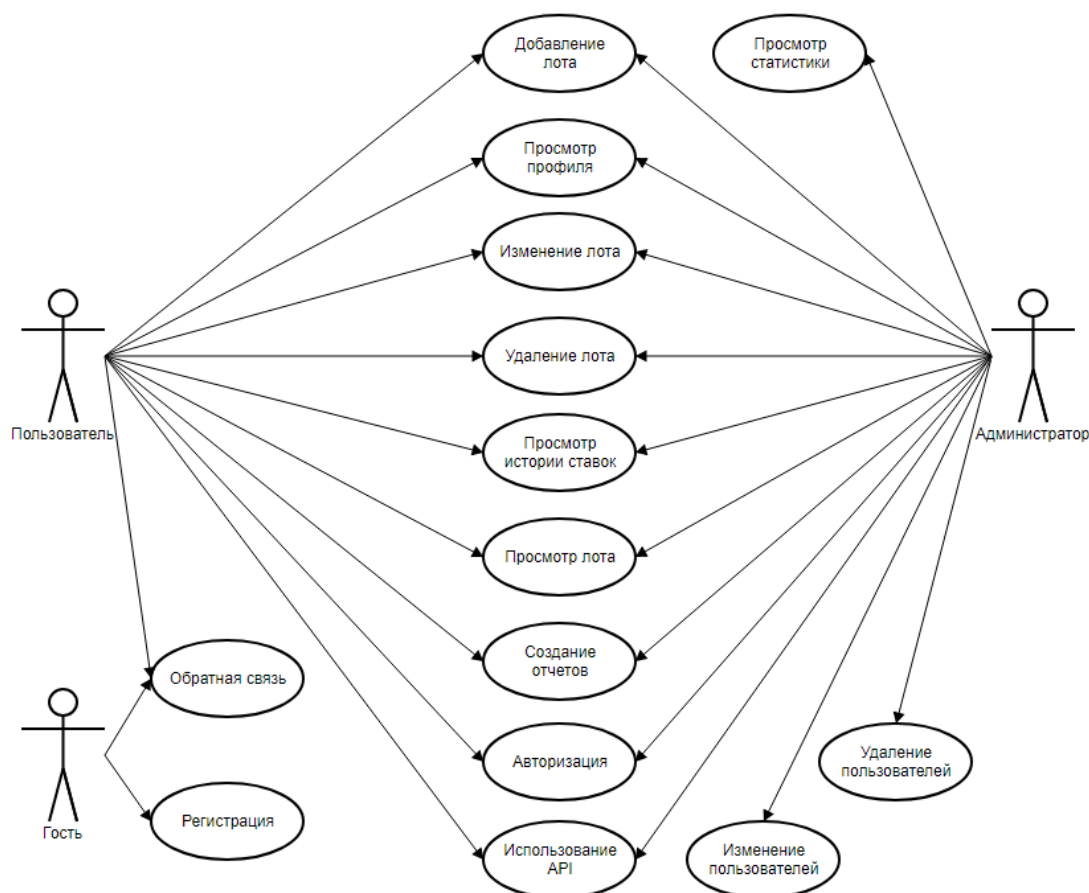 Добавление
лота
Просмотр
статистики
Просмотр
профиля
Изменение лота
Удаление лота
Пользователь
Администратор
Просмотр
истории ставок
Просмотр лота
Создание
отчетов
Обратная связь
Авторизация
Удаление
пользователей
Регистрация
Гость
Использование
API
Изменение
пользователей